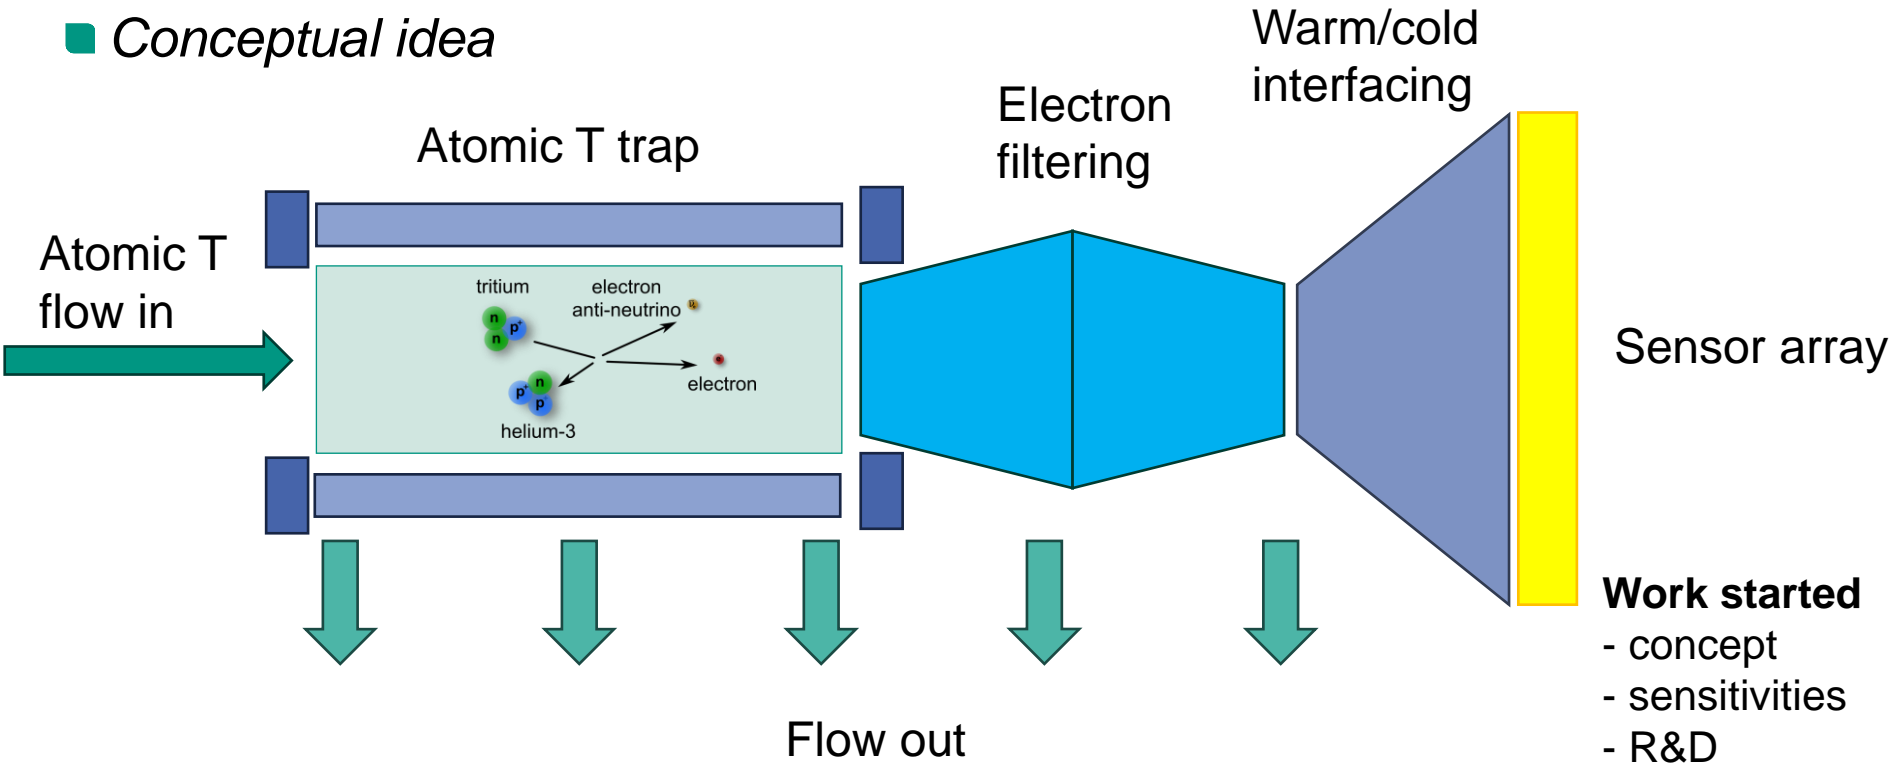 Conceptual idea
Warm/cold
interfacing
Electron
filtering
Atomic T trap
Atomic T
flow in
tritium
electron
anti-neutrino
n
p+
n
electron
n
p+
p
helium-3
Sensor array
Work started
- concept
- sensitivities
- R&D
Flow out